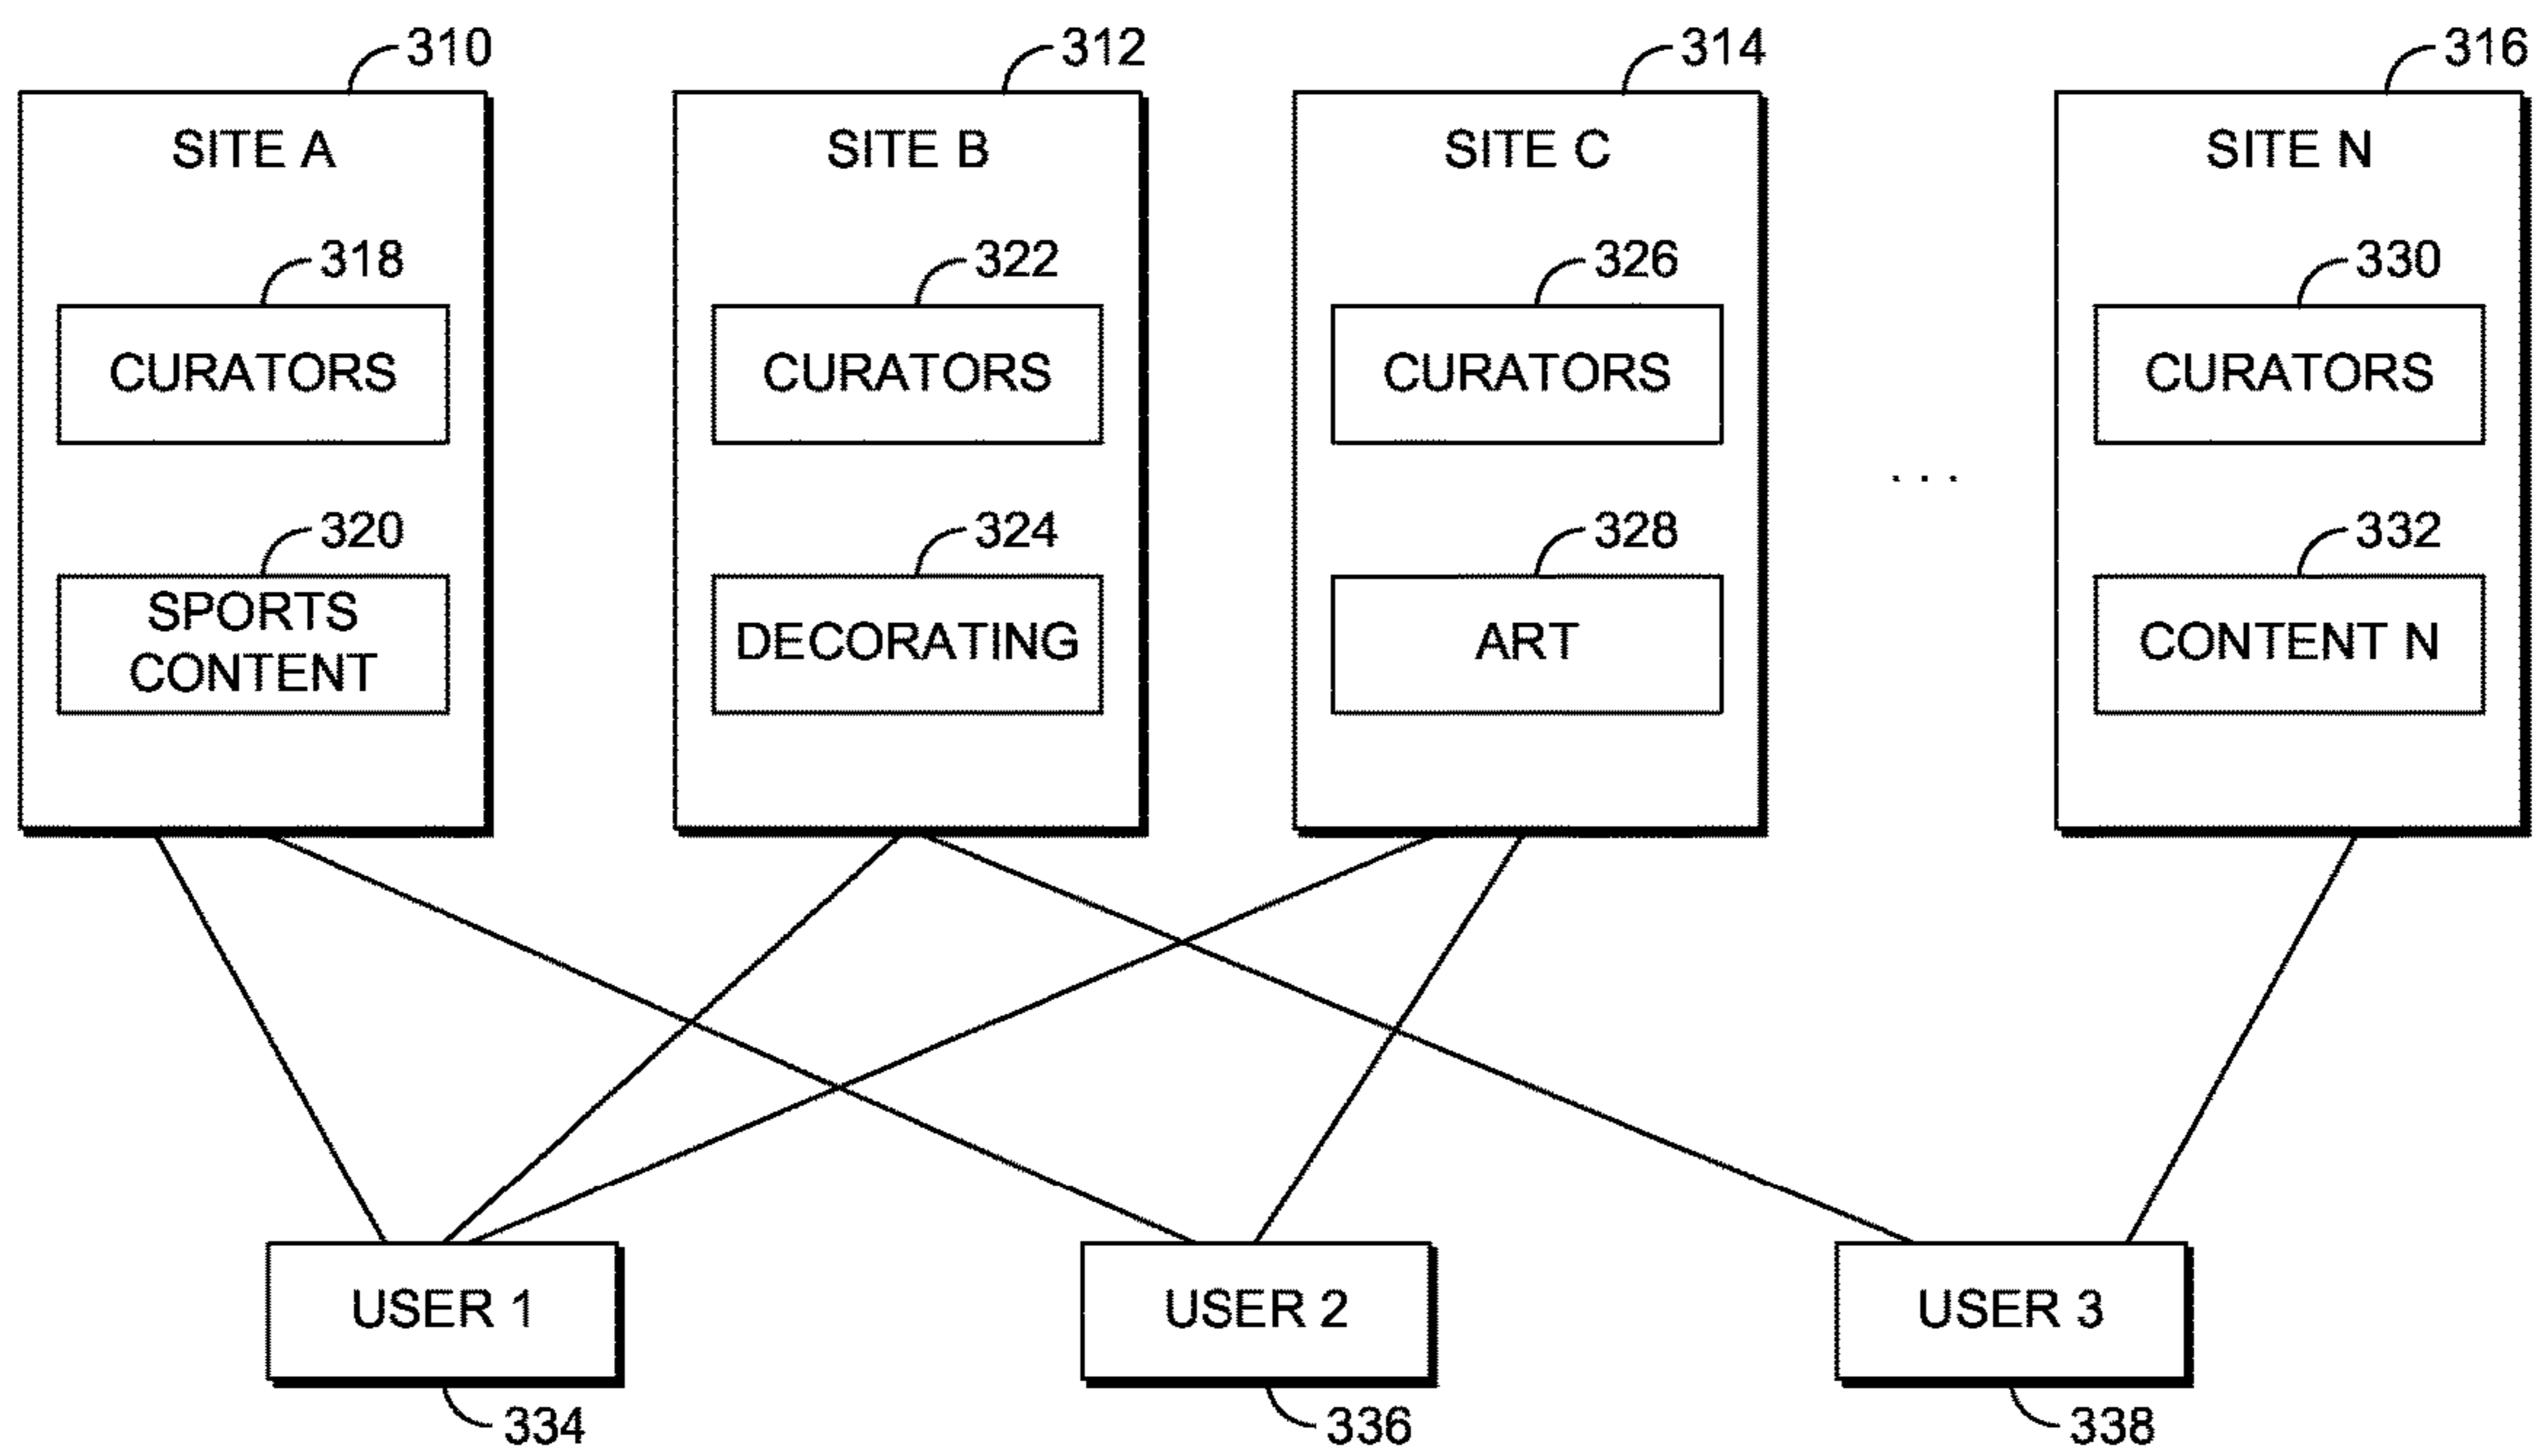 310
312
314
316
SITE A
SITE B
SITE C
SITE N
318
322
326
330
CURATORS
CURATORS
CURATORS
CURATORS
. . .
320
324
328
332
SPORTS
CONTENT
DECORATING
ART
CONTENT N
USER 1
USER 2
USER 3
334
336
338